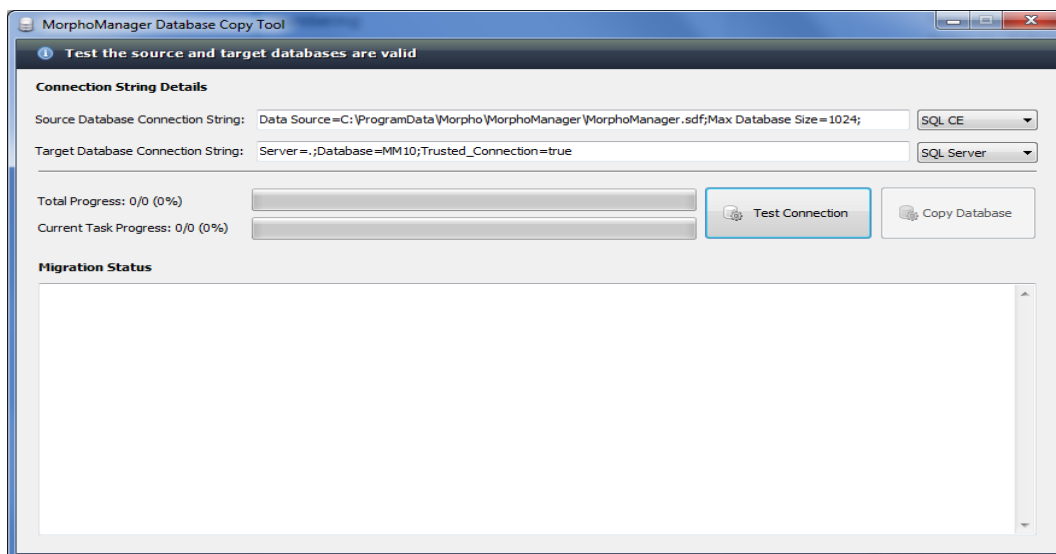 MorphoManager Database Copy Tool
Test the source and target databases are valid
Connection String Details
Source Database Connection String: Data Source=C:\ProgramData\Morpho\MorphoManager\MorphoManager.sdf;Max Database Size=1024; SQL CE
Target Database Connection String: Server=.;Database=MM10;Trusted_Connection=true SQL Server
Total Progress: 0/0 (0%)
Test Connection Copy Database
Current Task Progress: 0/0 (0%)
Migration Status